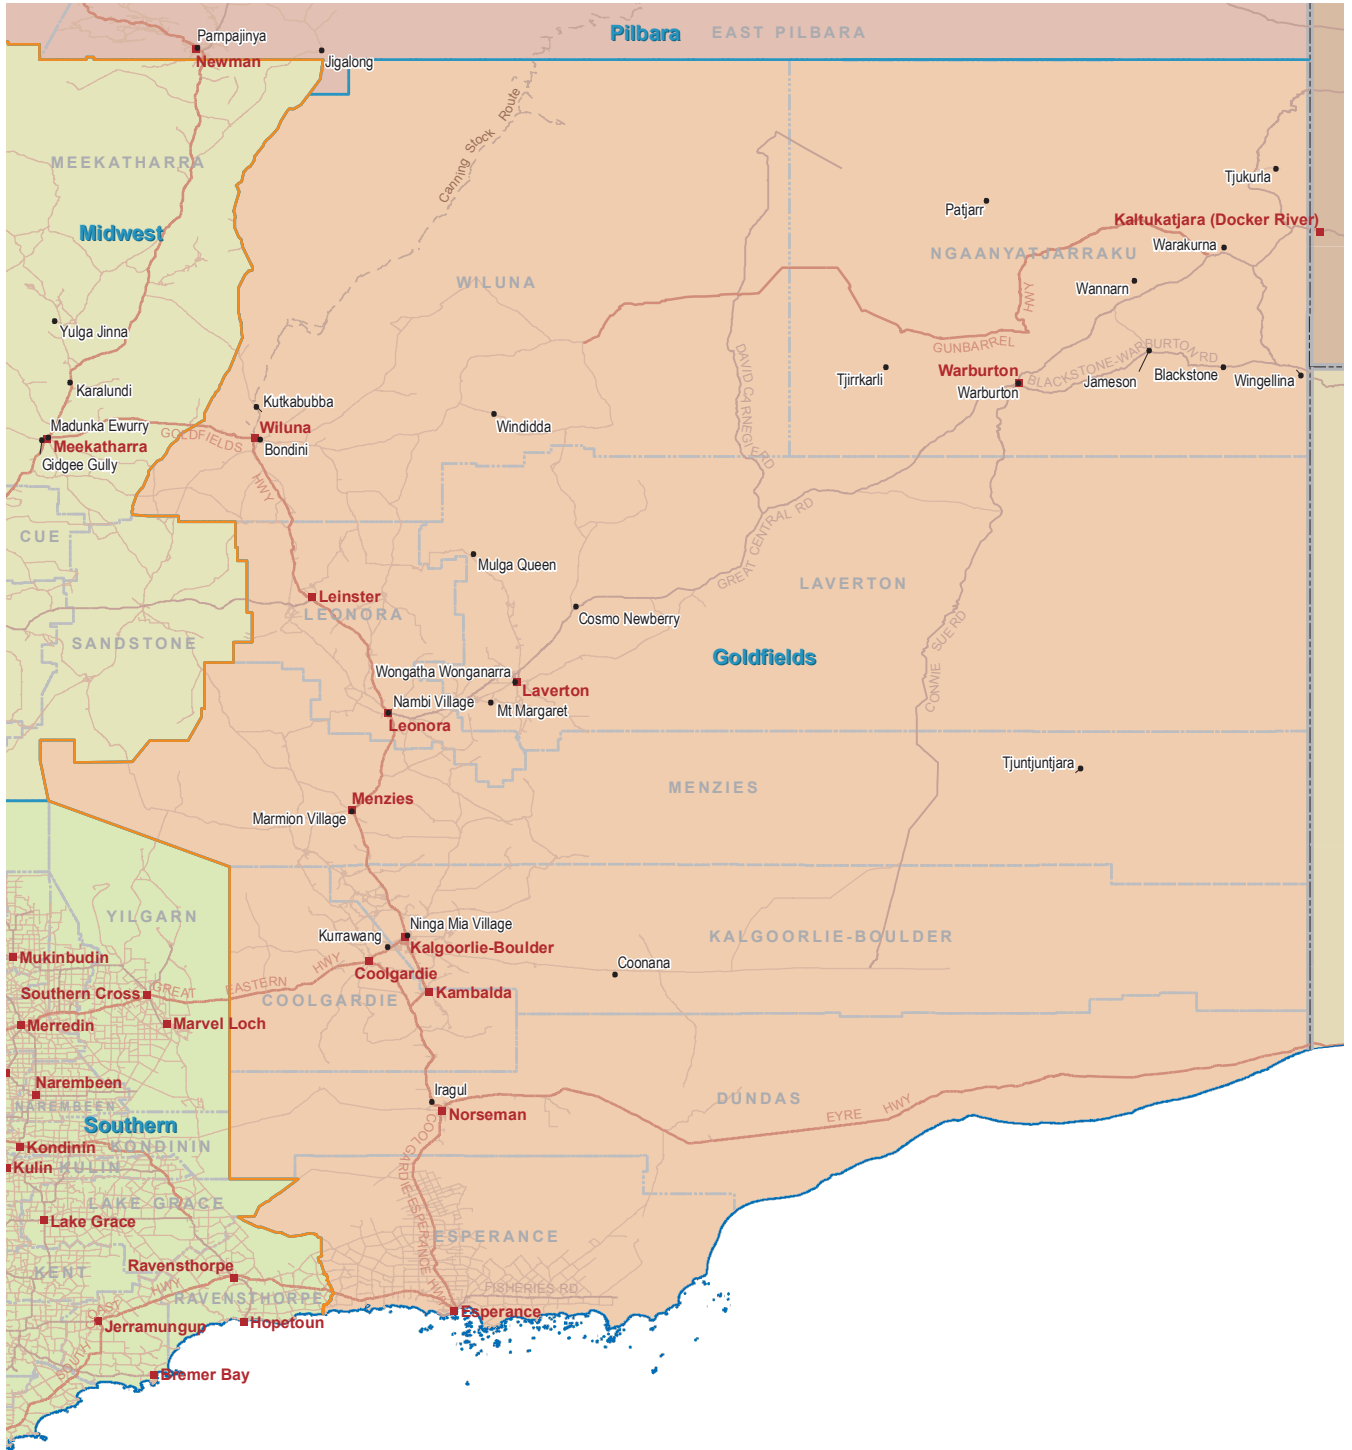 Pampajinya
Newman
Jigalong
Pilbara
EAST PILBARA
Canning Stock Route
MEEKATHARRA
Midwest
Tjukurla
Patjarr
Kaltukatjara (Docker River)
Warakurna
NGAANYATJARRAKU
WILUNA
Wannarn
HWY
Yulga Jinna
GUNBARREL
DAVID CARNEGIE RD
Tjirrkarli
Warburton
Warburton
BLACKSTONE-WARBURTON RD
Jameson
Blackstone
Wingellina
Karalundi
Kutkabubba
Madunka Ewurry
Meekatharra
Gidgee Gully
GOLDFIELDS
HWY
Wiluna
Bondini
Windidda
CUE
GREAT CENTRAL RD
Mulga Queen
LAVERTON
Leinster
LEONORA
Cosmo Newberry
SANDSTONE
CONNIE SUE RD
Goldfields
Wongatha Wonganarra
Laverton
Nambi Village
Mt Margaret
Leonora
Tjuntjuntjara
MENZIES
Menzies
Marmion Village
YILGARN
Ninga Mia Village
Kurrawang
Kalgoorlie-Boulder
KALGOORLIE-BOULDER
Mukinbudin
Coolgardie
Coonana
GREAT EASTERN HWY
Southern Cross
COOLGARDIE
Kambalda
Merredin
Marvel Loch
Narembeen
NAREMBEEN
Iragul
Norseman
DUNDAS
EYRE HWY
Southern
Kondinin
KONDININ
Kulin
KULIN
COOLGARDIE-ESPERANCE HWY
LAKE GRACE
Lake Grace
ESPERANCE
KENT
Ravensthorpe
RAVENSTHORPE
FISHERIES RD
Esperance
SOUTH COAST HWY
Jerramungup
Hopetoun
Bremer Bay